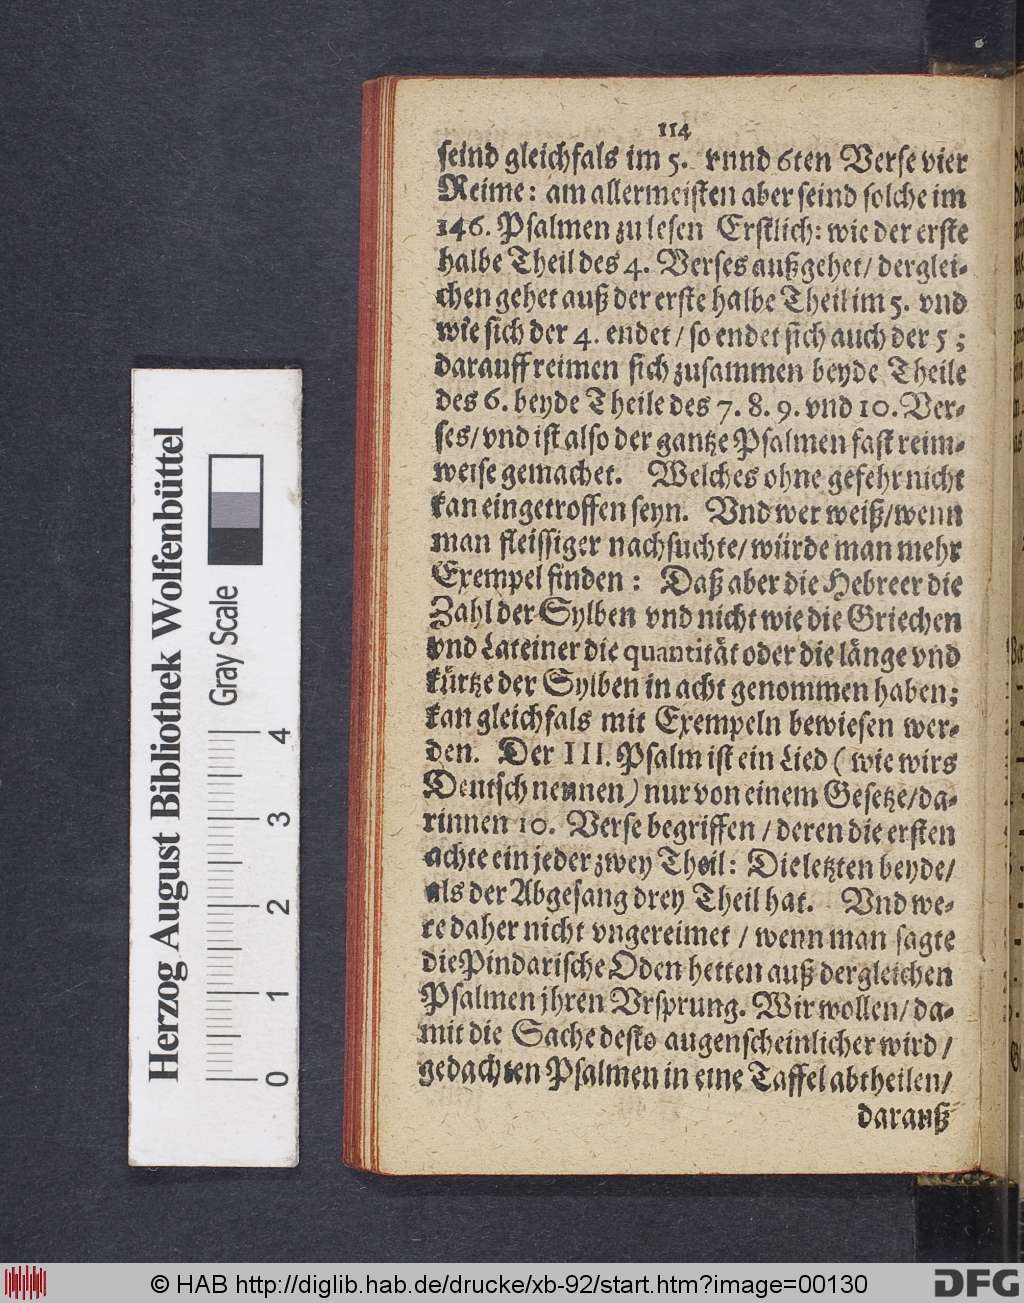 114
seind gleichfals im 5. vnnd 6ten Verse vier
Reime: am allermeisten aber seind solche im
146. Psalmen zu lesen Erstlich: wie der erste
halbe Theil des 4. Verses außgehet/ derglei-
chen gehet auß der erste halbe Theil im 5. vnd
wie sich der 4. endet / so endet sich auch der 5;
darauff reimen sich zusammen beyde Theile
des 6. beyde Theile des 7. 8. 9. vnd 10. Ver-
ses/ vnd ist also der gantze Psalmen fast reim-
weise gemachet. Welches ohne gefehr nicht
kan eingetroffen seyn. Vnd wer weiß/ wenn
man fleissiger nachsuchte/ würde man mehr
Exempel finden: Daß aber die Hebreer die
Zahl der Sylben vnd nicht wie die Griechen
vnd Lateiner die quantität oder die länge vnd
kürtze der Sylben in acht genommen haben;
kan gleichfals mit Exempeln bewiesen wer-
den. Der III. Psalm ist ein Lied ( wie wirs
Deutsch nennen) nur von einem Gesetze/ da-
rinnen 10. Verse begriffen / deren die ersten
achte ein jeder zwey Theil: Die letzten beyde/
als der Abgesang drey Theil hat. Vnd we-
re daher nicht vngereimet / wenn man sagte
die Pindarische Oden hetten auß dergleichen
Psalmen jhren Vrsprung. Wir wollen/ da-
mit die Sache desto augenscheinlicher wird /
gedachten Psalmen in eine Taffel abtheilen/
darauß
Herzog August Bibliothek Wolfenbüttel
Gray Scale
0 1 2 3 4
© HAB http://diglib.hab.de/drucke/xb-92/start.htm?image=00130
DFG